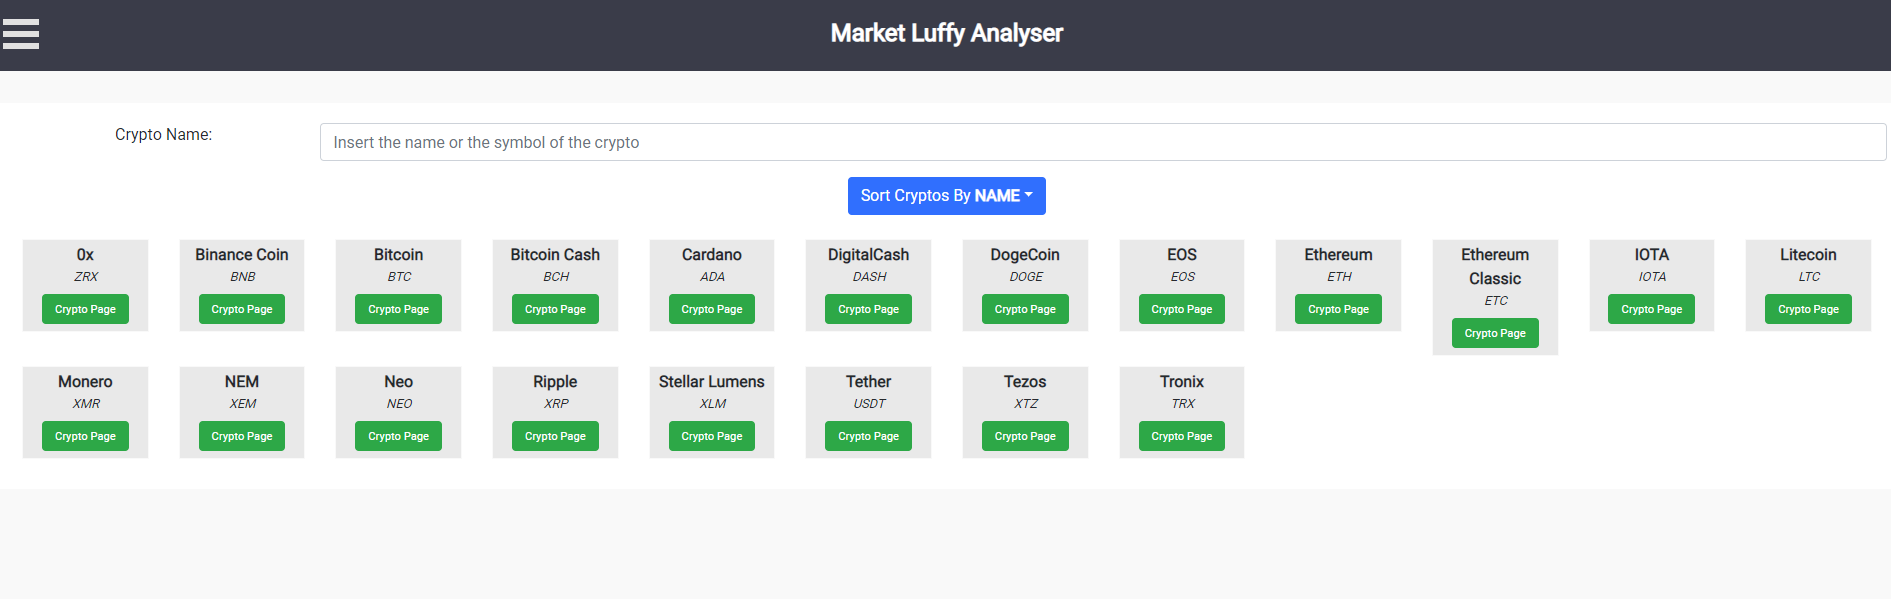 Market Luffy Analyser
Crypto Name:
Insert the name or the symbol of the crypto
Sort Cryptos By NAME
0x
ZRX
Crypto Page
Binance Coin
BNB
Crypto Page
Bitcoin
BTC
Crypto Page
Bitcoin Cash
BCH
Crypto Page
Cardano
ADA
Crypto Page
DigitalCash
DASH
Crypto Page
DogeCoin
DOGE
Crypto Page
EOS
EOS
Crypto Page
Ethereum
ETH
Crypto Page
Ethereum
Classic
ETC
Crypto Page
IOTA
IOTA
Crypto Page
Litecoin
LTC
Crypto Page
Monero
XMR
Crypto Page
NEM
XEM
Crypto Page
Neo
NEO
Crypto Page
Ripple
XRP
Crypto Page
Stellar Lumens
XLM
Crypto Page
Tether
USDT
Crypto Page
Tezos
XTZ
Crypto Page
Tronix
TRX
Crypto Page